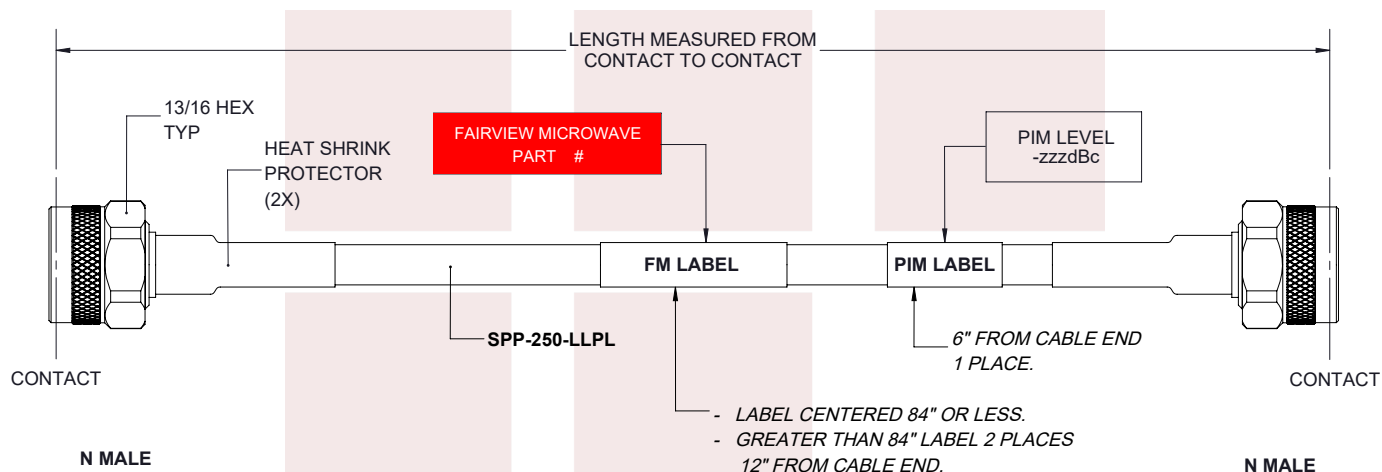 LENGTH MEASURED FROM
CONTACT TO CONTACT
13/16 HEX
TYP
HEAT SHRINK
PROTECTOR
(2X)
FAIRVIEW MICROWAVE
PART #
PIM LEVEL
-zzzdBc
FM LABEL
PIM LABEL
SPP-250-LLPL
6" FROM CABLE END
1 PLACE.
CONTACT
CONTACT
- LABEL CENTERED 84" OR LESS.
- GREATER THAN 84" LABEL 2 PLACES
12" FROM CABLE END.
N MALE
N MALE